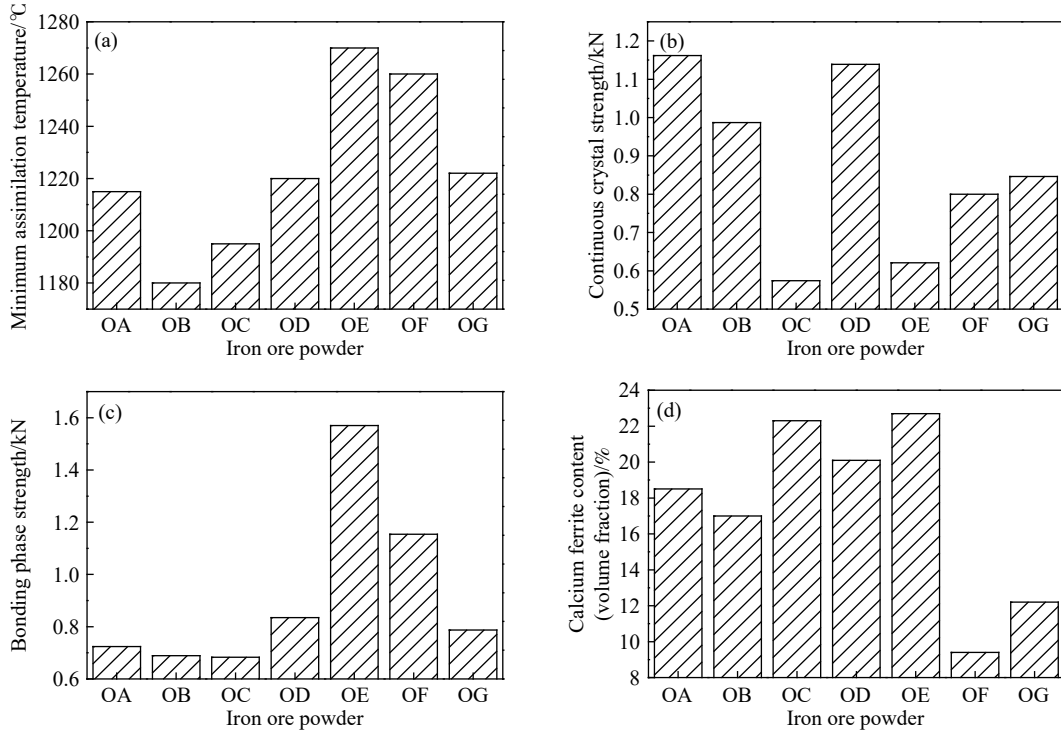 (a)
Minimum assimilation temperature/℃
1280
1260
1240
1220
1200
1180
OA OB OC OD OE OF OG
Iron ore powder
(b)
Continuous crystal strength/kN
1.2
1.1
1.0
0.9
0.8
0.7
0.6
0.5
OA OB OC OD OE OF OG
Iron ore powder
(c)
Bonding phase strength/kN
1.6
1.4
1.2
1.0
0.8
0.6
OA OB OC OD OE OF OG
Iron ore powder
(d)
Calcium ferrite content
(volume fraction)/%
24
22
20
18
16
14
12
10
8
OA OB OC OD OE OF OG
Iron ore powder